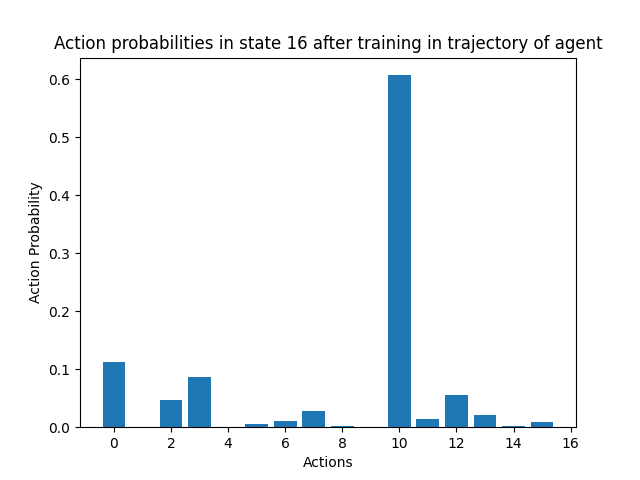 Action probabilities in state 16 after training in trajectory of agent
0.6
0.5
0.4
0.3
0.2
0.1
0.0
Action Probability
0 2 4 6 8 10 12 14 16
Actions